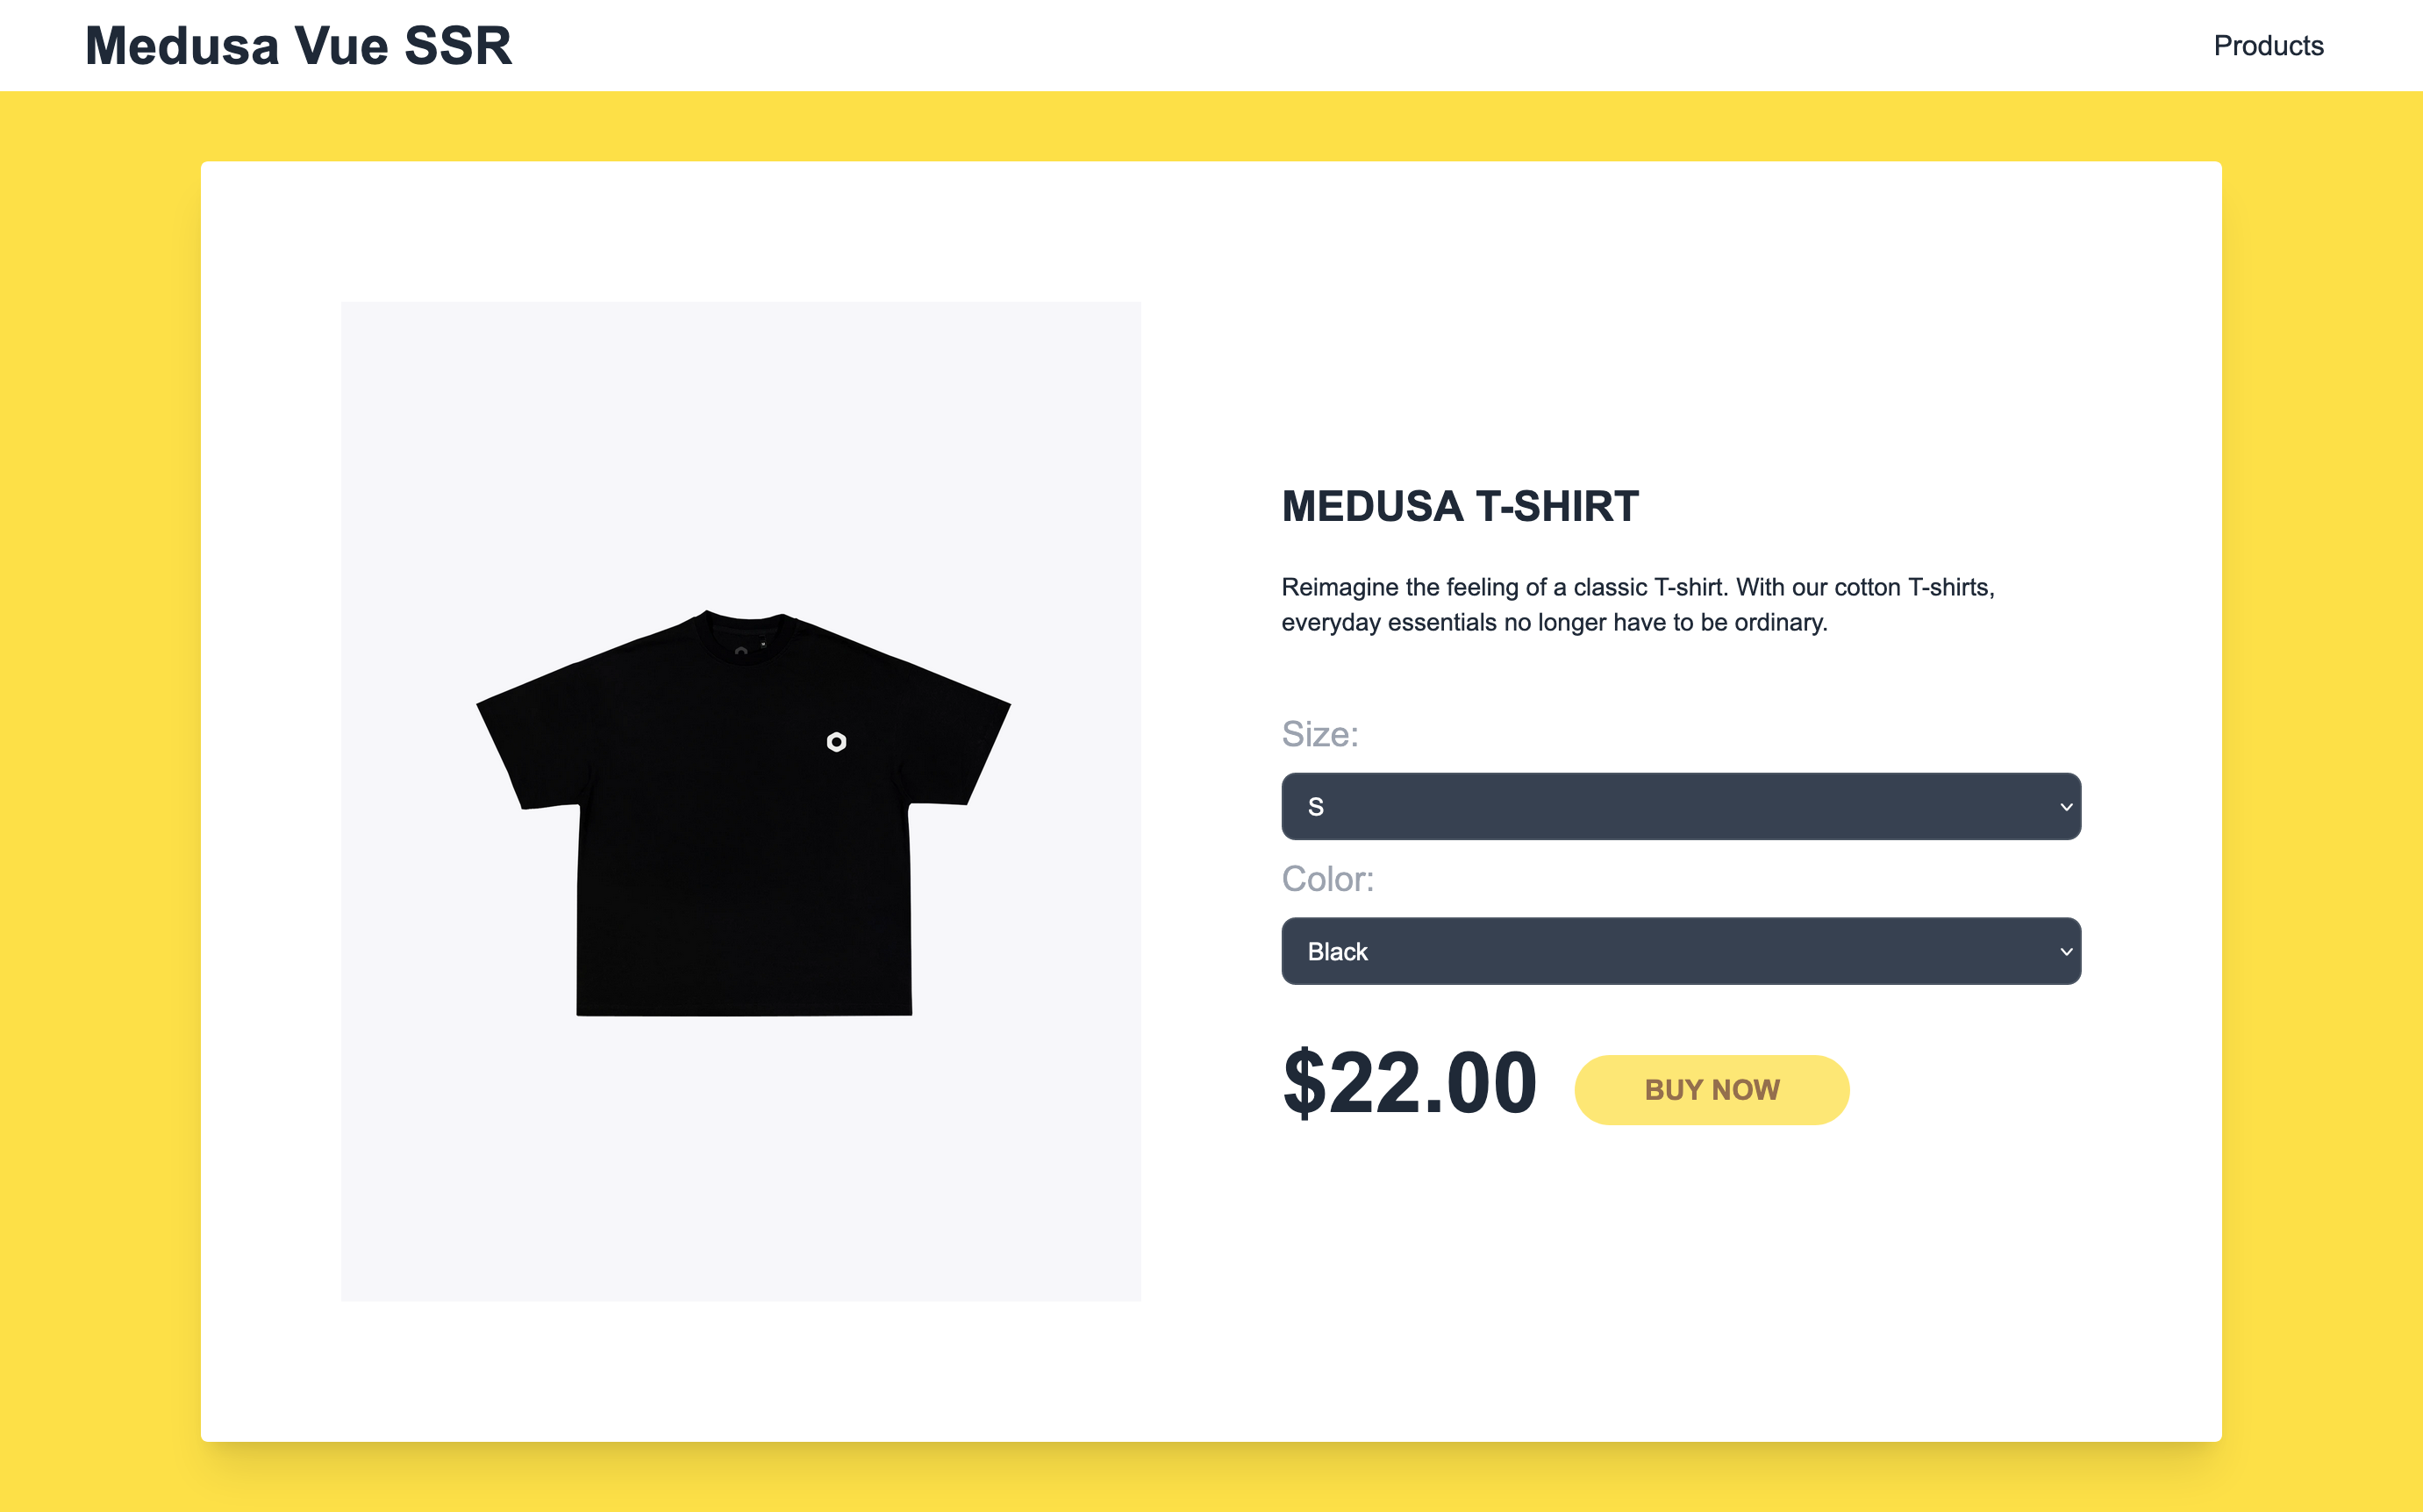 Medusa Vue SSR
Products
MEDUSA T-SHIRT
Reimagine the feeling of a classic T-shirt. With our cotton T-shirts,
everyday essentials no longer have to be ordinary.
Size:
S
Color:
Black
$22.00
BUY NOW